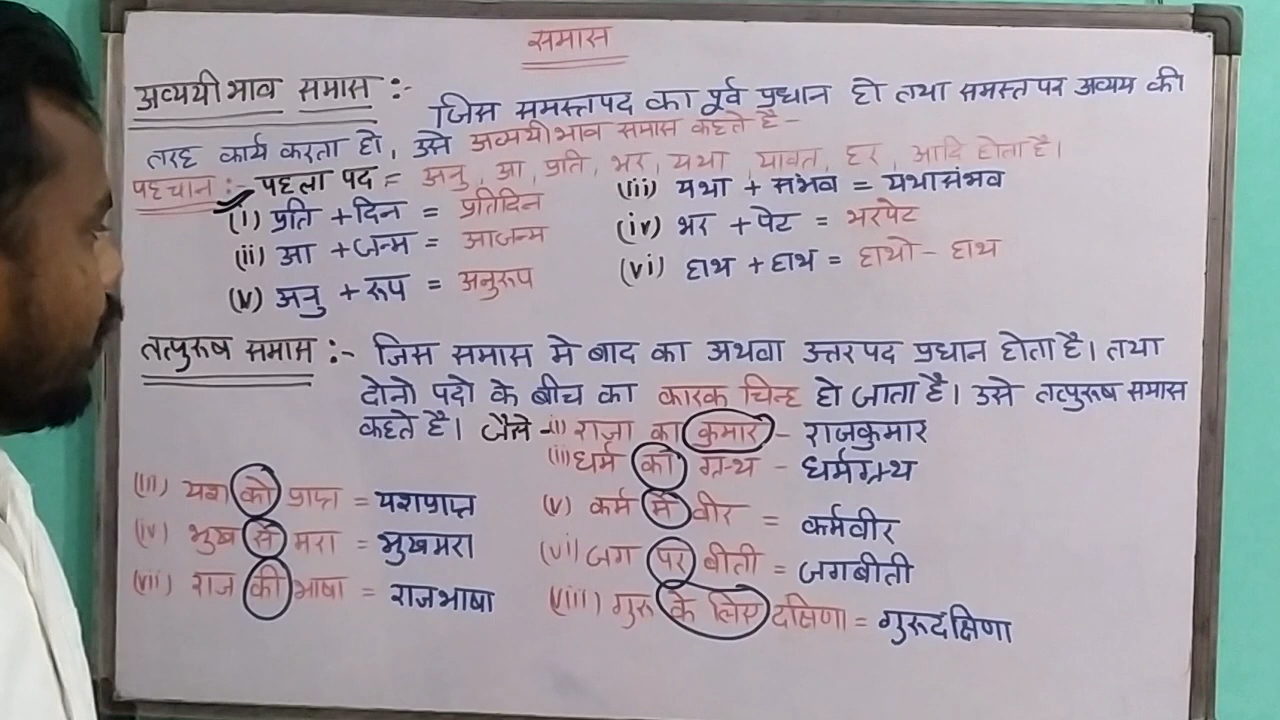 समास
अव्ययीभाव समास :- जिस समस्तपद का पूर्व प्रधान हो तथा समस्त पर अव्यय की
तरह कार्य करता हो, उसे अव्ययीभाव समास कहते है -
पहचान :- पहला पद = अनु, आ, प्रति, भर, यथा, यावत, हर, आदि होता है।
(i) प्रति + दिन = प्रतिदिन (iii) यथा + संभव = यथासंभव
(ii) आ + जन्म = आजन्म (iv) भर + पेट = भरपेट
(v) अनु + रूप = अनुरूप (vi) हाथ + हाथ = हाथो - हाथ
तत्पुरुष समास :- जिस समास मे बाद का अथवा उत्तरपद प्रधान होता है। तथा
दोनो पदो के बीच का कारक चिन्ह हो जाता है। उसे तत्पुरूष समास
कहते है। जैसे -(i) राजा का कुमार - राजकुमार
(ii) धर्म का ग्रन्थ - धर्मग्रन्थ
(iii) यश को प्राप्त = यशप्राप्त (v) कर्म मे वीर = कर्मवीर
(iv) भुख से मरा = भुखमरा (vi) जग पर बीती = जगबीती
(vii) राज की भाषा = राजभाषा (viii) गुरू के लिए दक्षिणा = गुरूदक्षिणा